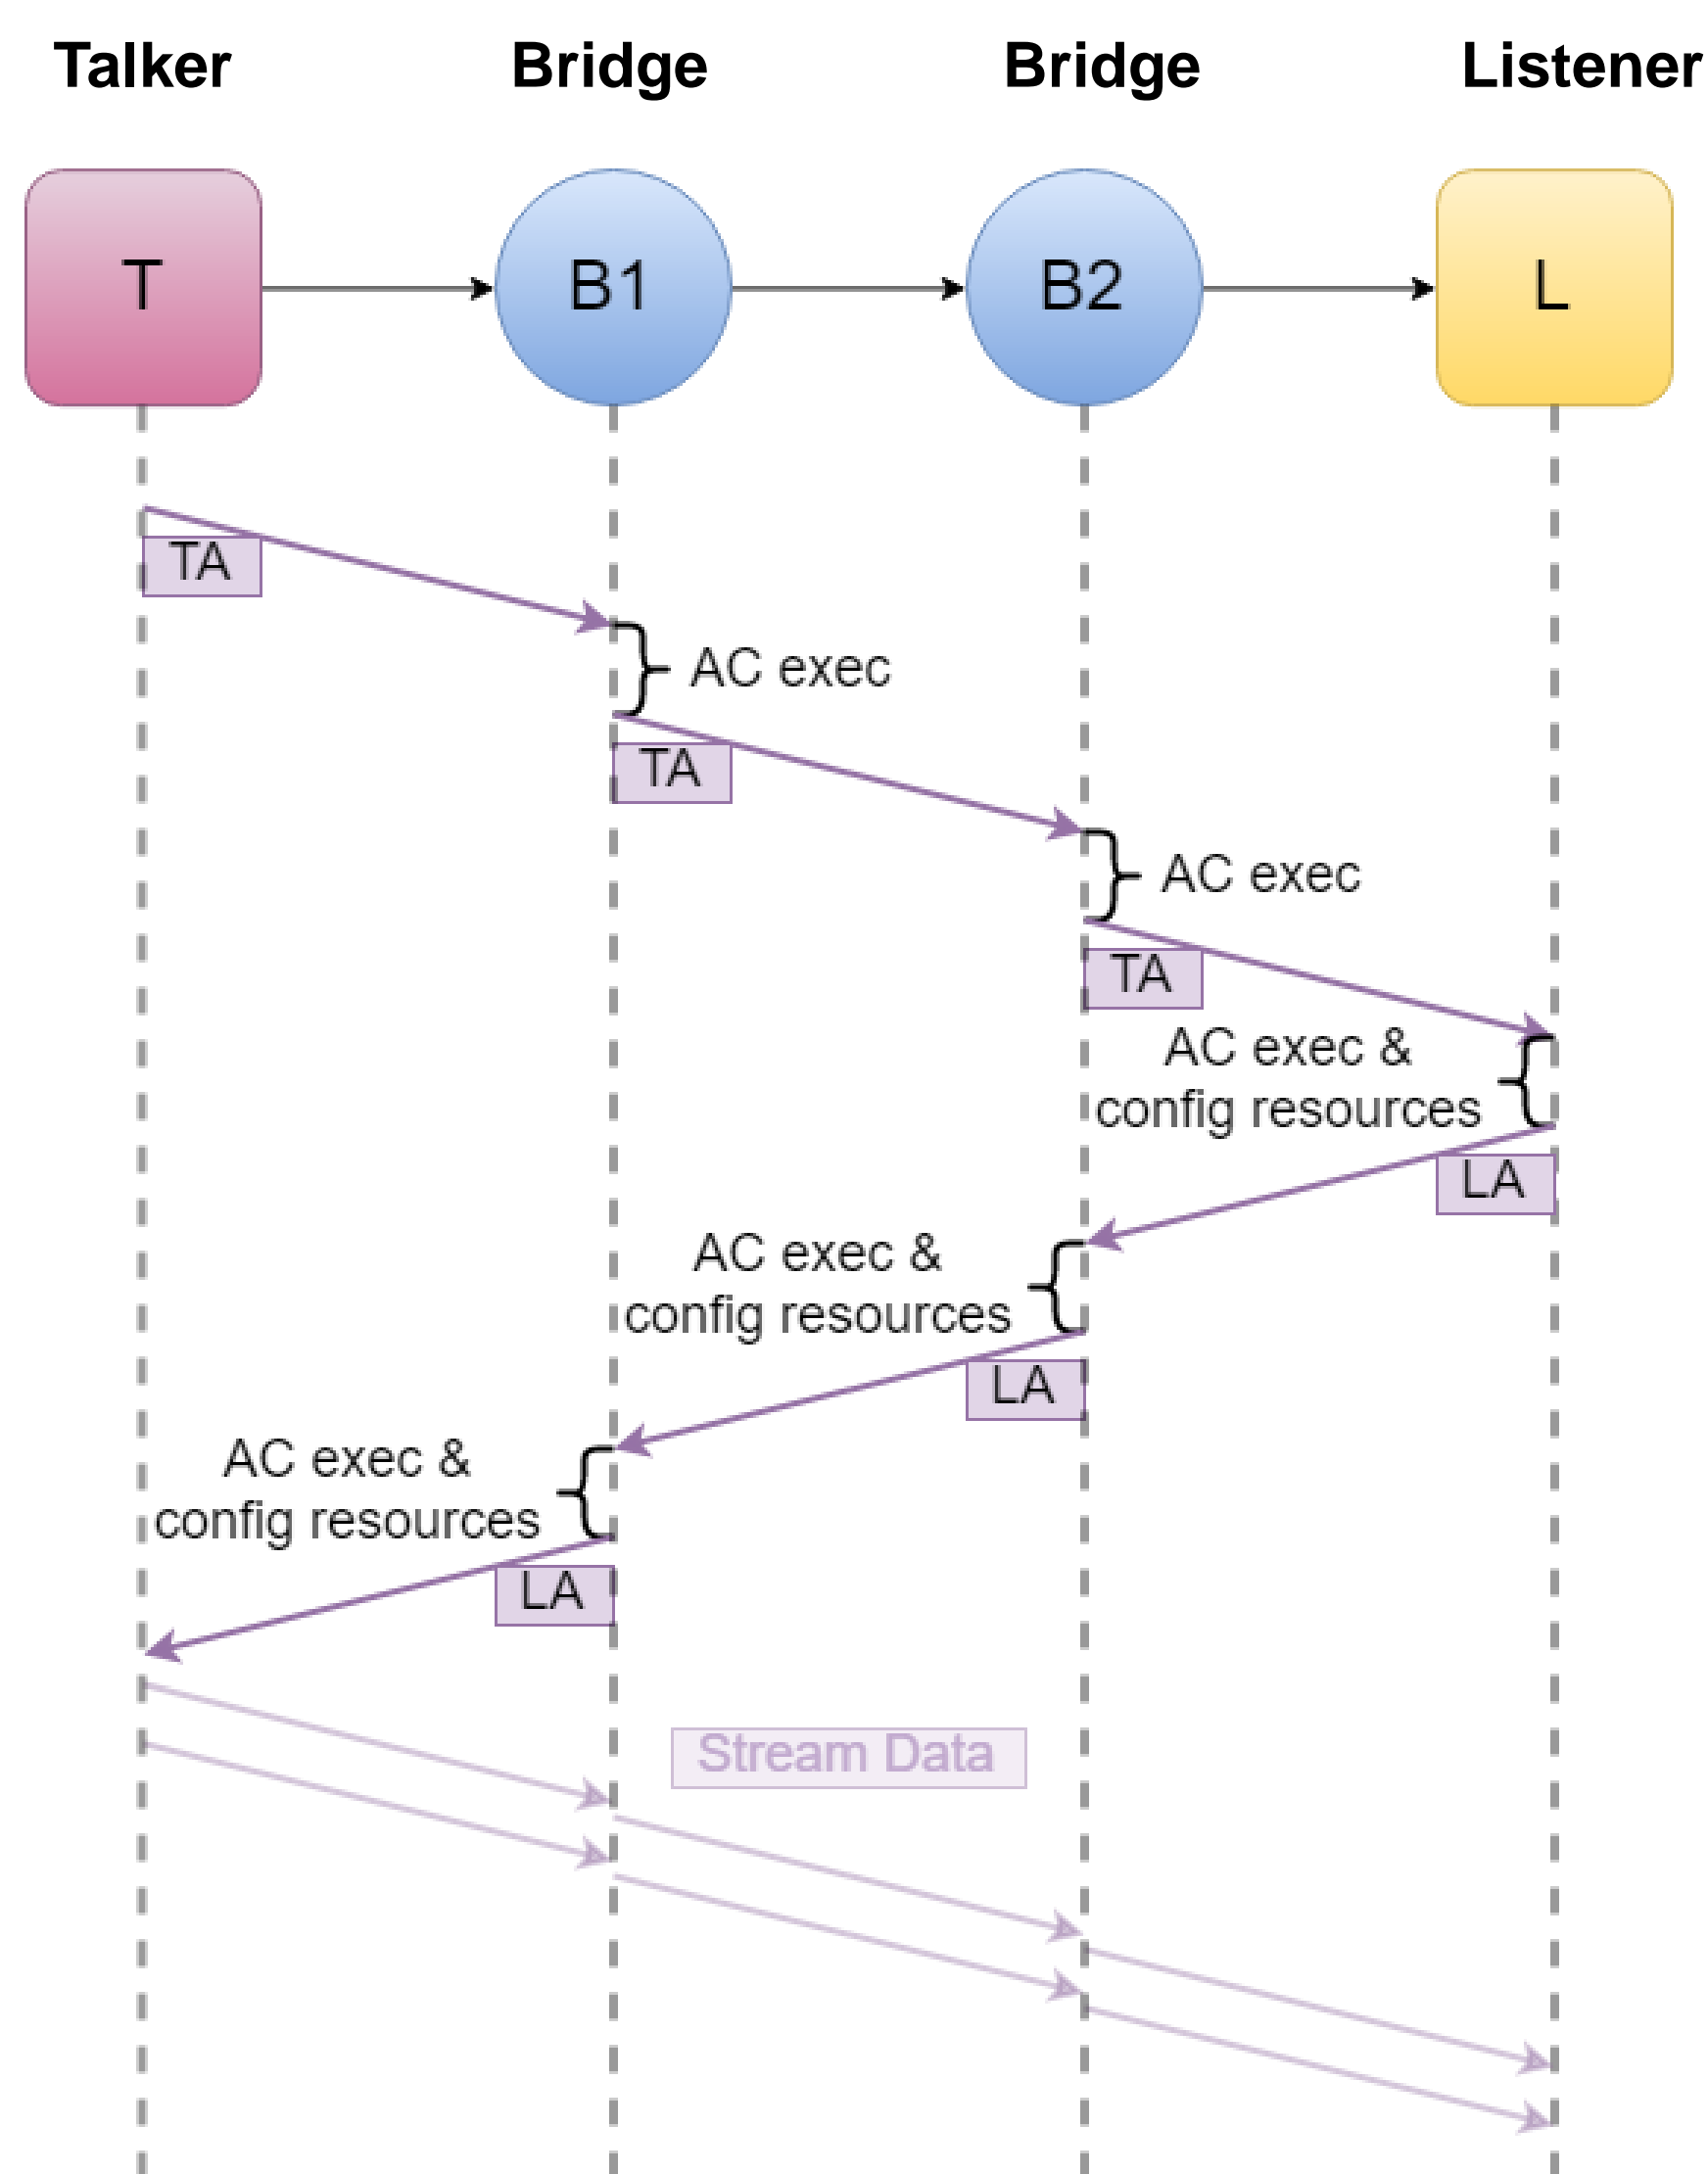 Talker
Bridge
Bridge
Listener
T
B1
B2
L
TA
AC exec
TA
AC exec
TA
AC exec &
config resources
LA
AC exec &
config resources
LA
AC exec &
config resources
LA
Stream Data